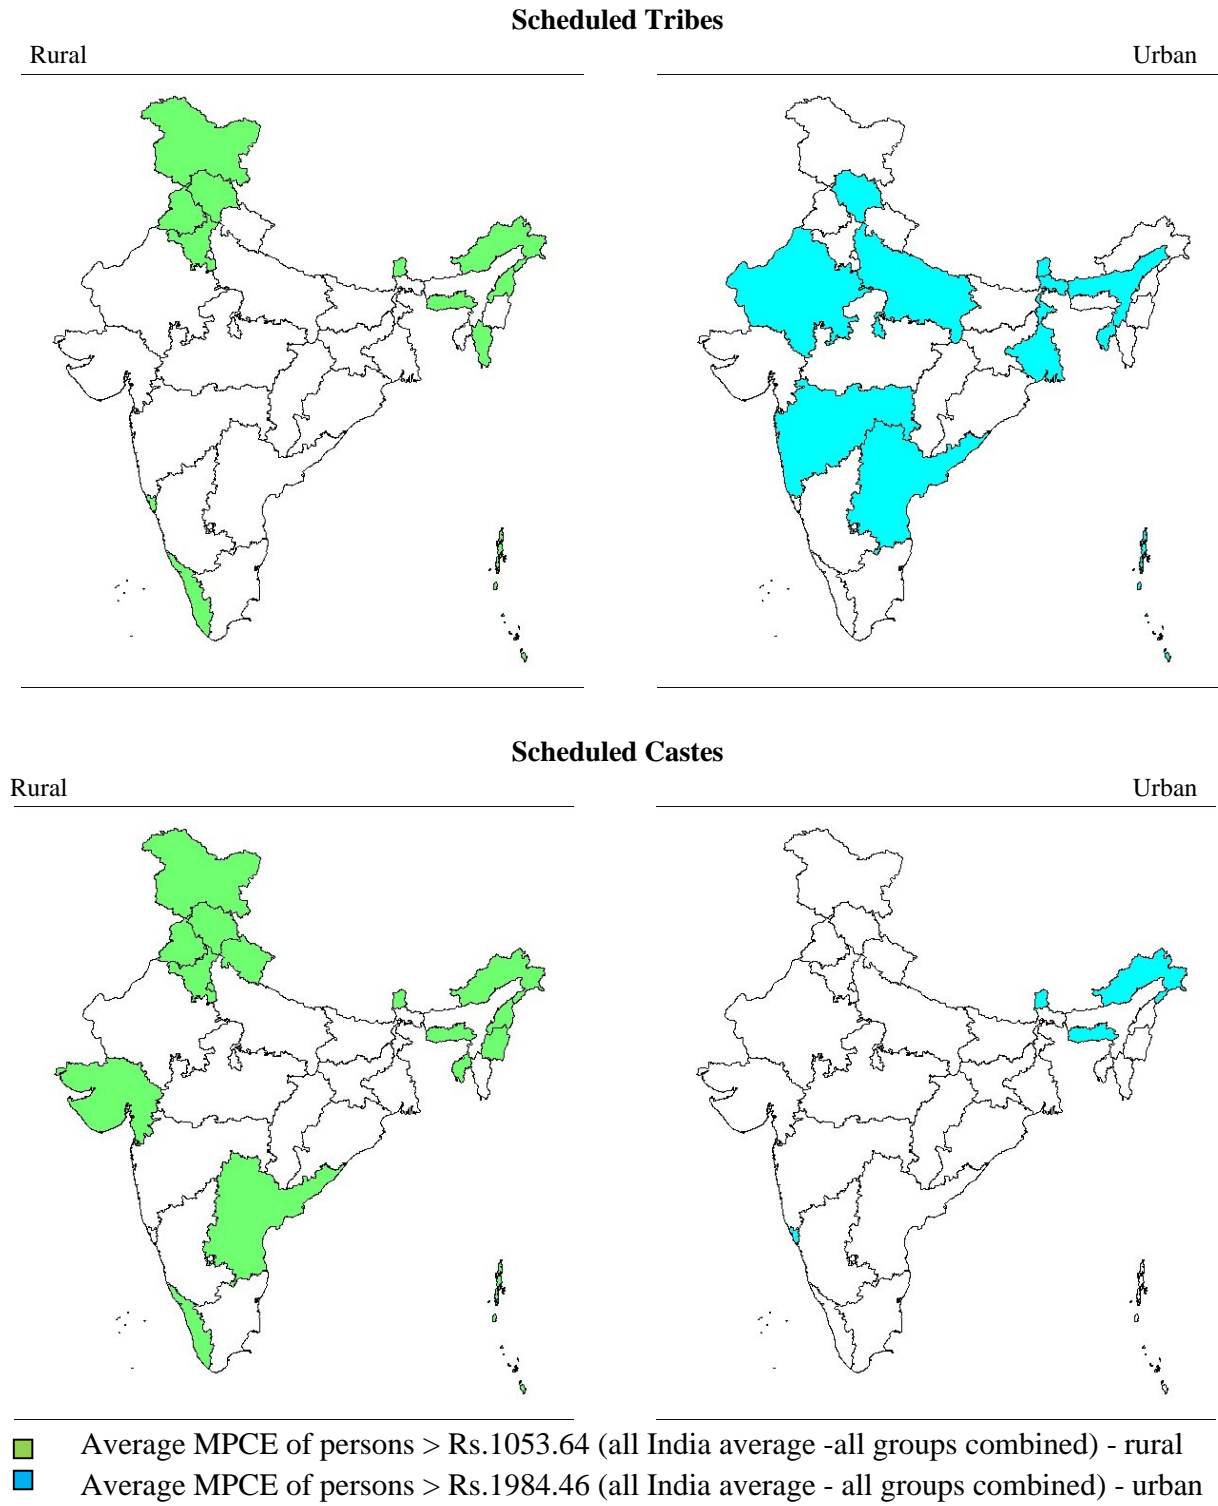 Scheduled Tribes
Rural
Urban
Scheduled Castes
Rural
Urban
Average MPCE of persons > Rs.1053.64 (all India average -all groups combined) - rural
Average MPCE of persons > Rs.1984.46 (all India average - all groups combined) - urban